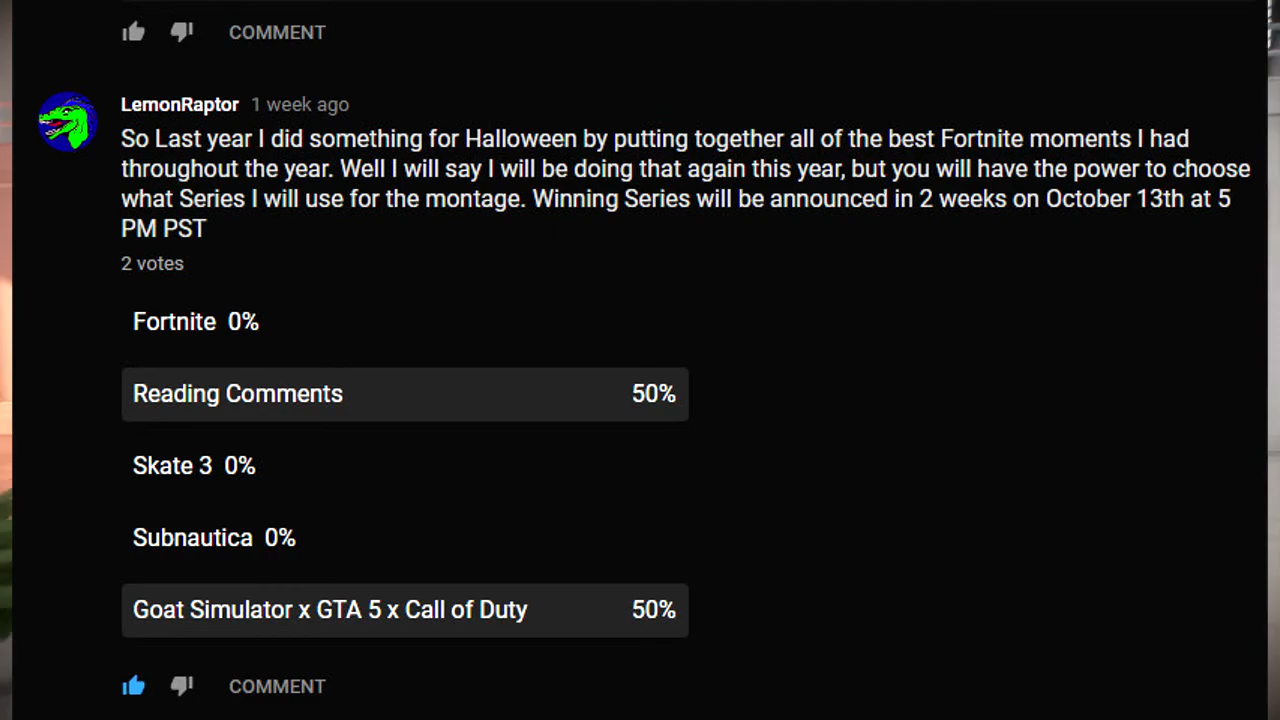 COMMENT
LemonRaptor 1 week ago
So Last year I did something for Halloween by putting together all of the best Fortnite moments I had
throughout the year. Well I will say I will be doing that again this year, but you will have the power to choose
what Series I will use for the montage. Winning Series will be announced in 2 weeks on October 13th at 5
PM PST
2 votes
Fortnite 0%
Reading Comments 50%
Skate 3 0%
Subnautica 0%
Goat Simulator x GTA 5 x Call of Duty 50%
COMMENT